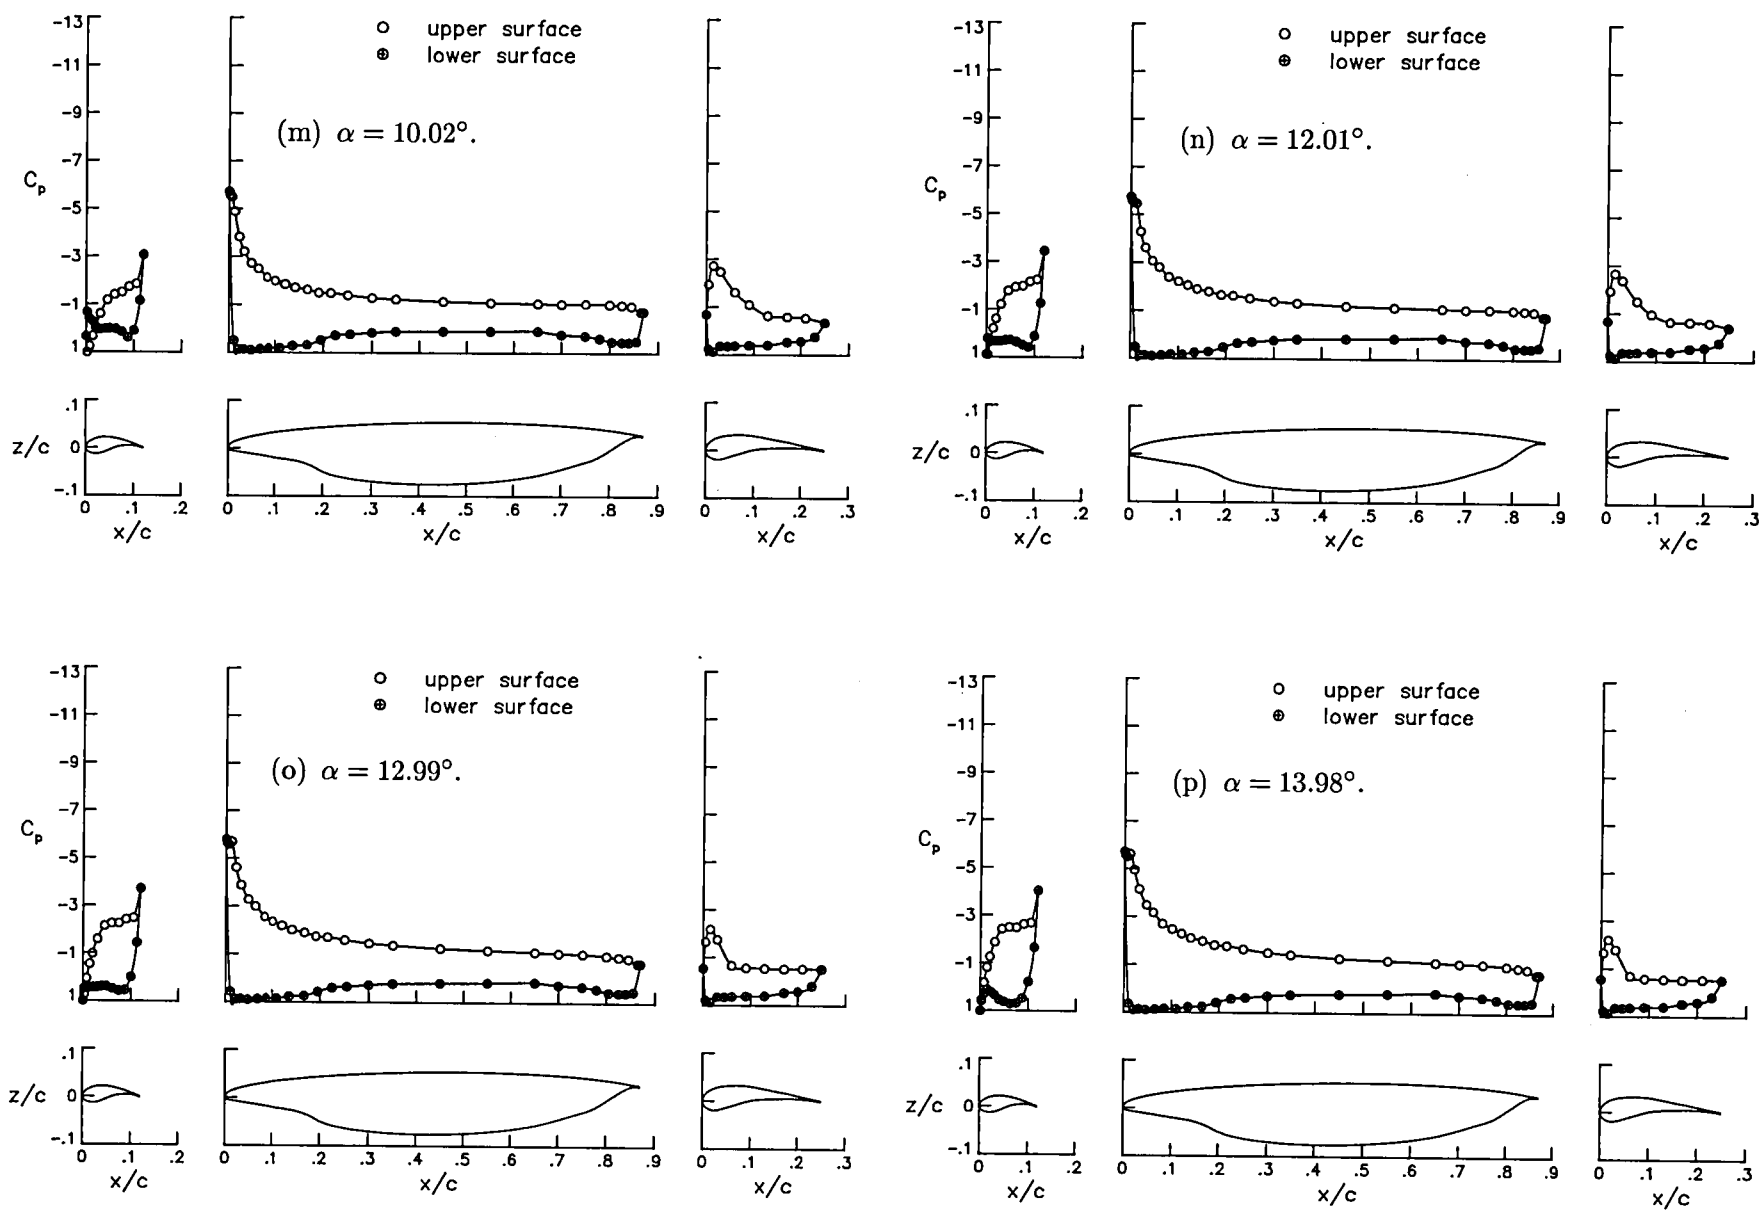 upper surface
lower surface
(m) α = 10.02°.
-13
-11
-9
-7
-5
-3
-1
1
C_p
.1
0
-.1
z/c
0 .1 .2
x/c
0 .1 .2 .3 .4 .5 .6 .7 .8 .9
x/c
0 .1 .2 .3
x/c
upper surface
lower surface
(n) α = 12.01°.
-13
-11
-9
-7
-5
-3
-1
1
C_p
.1
0
-.1
z/c
0 .1 .2
x/c
0 .1 .2 .3 .4 .5 .6 .7 .8 .9
x/c
0 .1 .2 .3
x/c
upper surface
lower surface
(o) α = 12.99°.
-13
-11
-9
-7
-5
-3
-1
1
C_p
.1
0
-.1
z/c
0 .1 .2
x/c
0 .1 .2 .3 .4 .5 .6 .7 .8 .9
x/c
0 .1 .2 .3
x/c
upper surface
lower surface
(p) α = 13.98°.
-13
-11
-9
-7
-5
-3
-1
1
C_p
.1
0
-.1
z/c
0 .1 .2
x/c
0 .1 .2 .3 .4 .5 .6 .7 .8 .9
x/c
0 .1 .2 .3
x/c